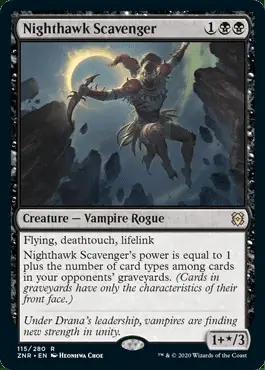 Nighthawk Scavenger 1
Creature — Vampire Rogue
Flying, deathtouch, lifelink
Nighthawk Scavenger's power is equal to 1
plus the number of card types among cards
in your opponents' graveyards. (Cards in
graveyards have only the characteristics of their
front face.)
Under Drana's leadership, vampires are finding
new strength in unity.
1+*/3
115/280 R
ZNR • EN Heonhwa Choe
™ & © 2020 Wizards of the Coast